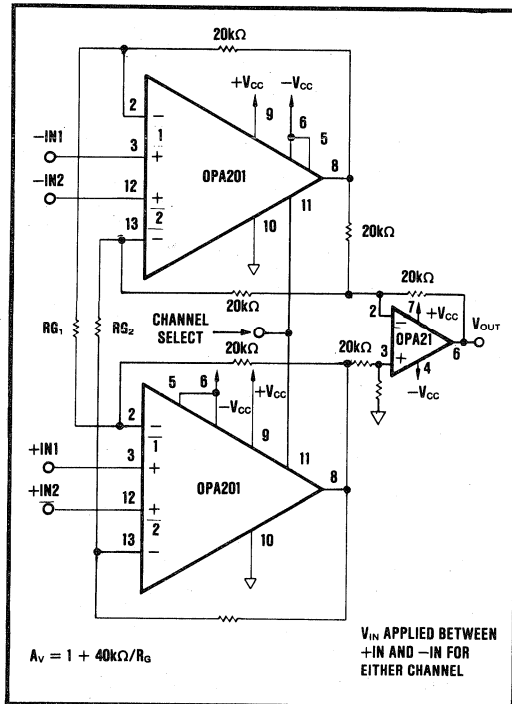 20kΩ
+VCC
−VCC
2
9
6
5
−
1
−IN1
3
+
OPA201
8
−IN2
12
+
2
11
13
−
10
20kΩ
20kΩ
20kΩ
2
7
+VCC
−
OPA21
VOUT
RG1
RG2
CHANNEL
SELECT
20kΩ
20kΩ
3
+
6
4
−VCC
5
6
−VCC
+VCC
2
−
1
9
+IN1
3
+
11
+IN2
12
+
2
OPA201
8
13
−
10
AV = 1 + 40kΩ/RG
VIN APPLIED BETWEEN
+IN AND −IN FOR
EITHER CHANNEL